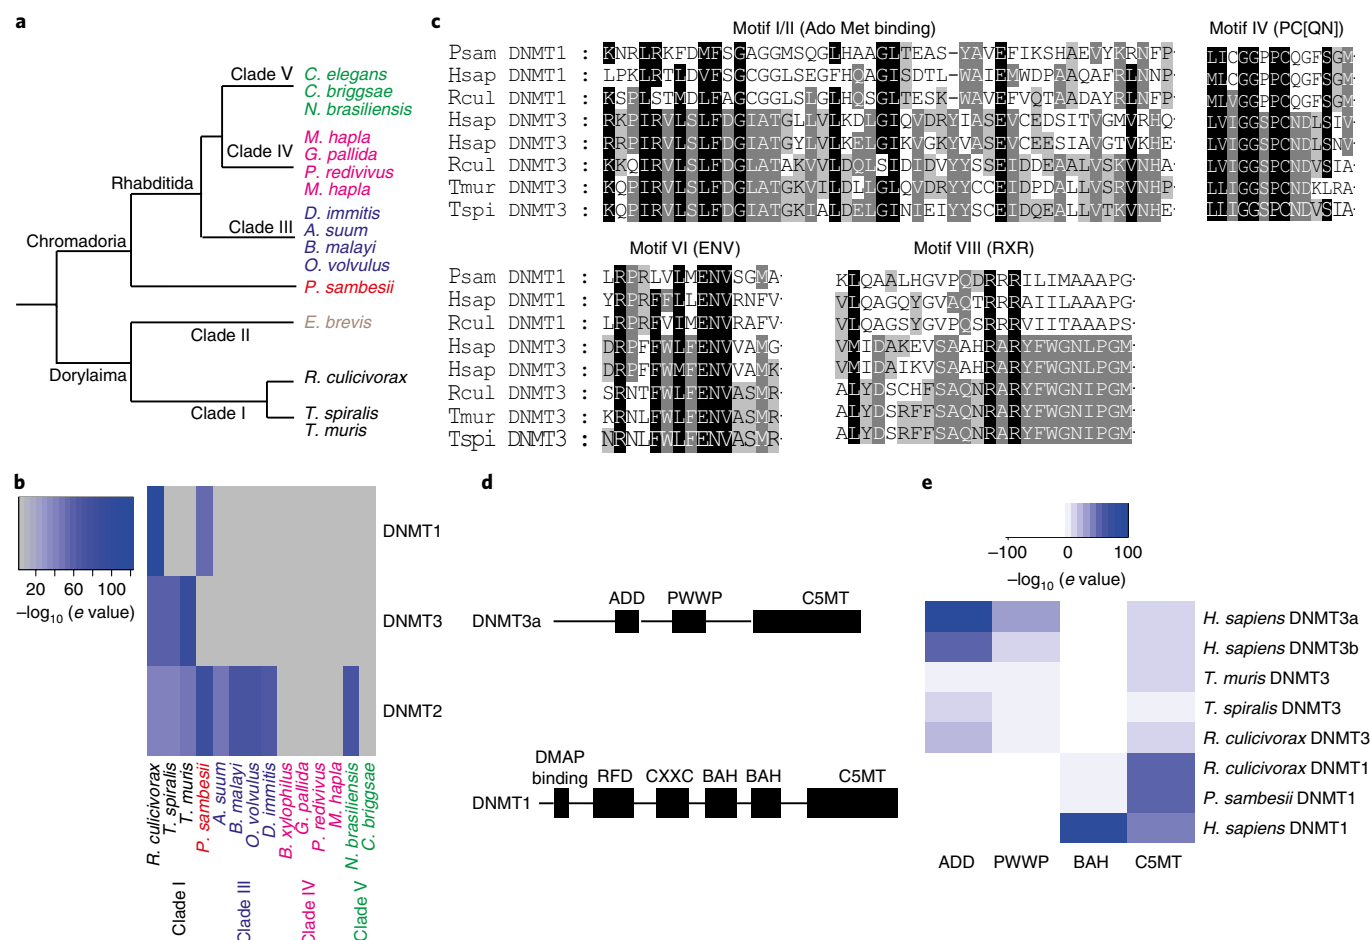 a
Clade V
C. elegans
C. briggsae
N. brasiliensis
M. hapla
Clade IV
G. pallida
P. redivivus
M. hapla
Rhabditida
D. immitis
Clade III
A. suum
B. malayi
O. volvulus
Chromadoria
P. sambesii
E. brevis
Clade II
Dorylaima
R. culicivorax
Clade I
T. spiralis
T. muris
c
Motif I/II (Ado Met binding)
Motif IV (PC[QN])
Psam DNMT1 : KNRLRKFDMFSGAGGMSQGLHAAGLTEAS-YAVEFIKSHAEVYKRNFP LICGGPPCQGFSGM
Hsap DNMT1 : LPKLRTLDVFSGCGGLSEGFHQAGISDTL-WAIEMWDPAAQAFRLNNP MLCGGPPCQGFSGM
Rcul DNMT1 : KSPLSTMDLFAGCGGLSLGLHQSGLTESK-WAVEFVQTAADAYRLNFP MLVGGPPCQGFSGM
Hsap DNMT3 : RKPIRVLSLFDGIATGLLVLKDLGIQVDRYIASEVCEDSITVGMVRHQ LVIGGSPCNDLSIV
Hsap DNMT3 : RRPIRVLSLFDGIATGYLVLKELGIKVGKYVASEVCEESIAVGTVKHE LVIGGSPCNDLSNV
Rcul DNMT3 : KKQIRVLSLFDGLATAKVVLDQLSIDIDVYYSSEIDDEAALVSKVNHA LVIGGSPCNDVSIA
Tmur DNMT3 : KQPIRVLSLFDGIATGKVILDLLGLQVDRYYCCEIDPDALLVSRVNHP LLIGGSPCNDKLRA
Tspi DNMT3 : KQPIRVLSLFDGIATGKIALDELGINIEIYYSCEIDQEALLVTKVNHE LLIGGSPCNDVSIA
Motif VI (ENV)
Motif VIII (RXR)
Psam DNMT1 : LRPRLVLMENVSGMA KLQAALHGVPQDRRRILIMAAAPG
Hsap DNMT1 : YRPRFFLLENVRNFV VLQAGQYGVAQTRRRAIILAAAPG
Rcul DNMT1 : LRPRFVIMENVRAFV VLQAGSYGVPQSRRRVIITAAAPS
Hsap DNMT3 : DRPFFWLFENVVAMG VMIDAKEVSAAHRARYFWGNLPGM
Hsap DNMT3 : DRPFFWMFENVVAMK VMIDAIKVSAAHRARYFWGNLPGM
Rcul DNMT3 : SRNTFWLFENVASMR ALYDSCHFSAQNRARYFWGNIPGM
Tmur DNMT3 : KRNLFWLFENVASMR ALYDSRFFSAQNRARYFWGNIPGM
Tspi DNMT3 : NRNLFWLFENVASMR ALYDSRFFSAQNRARYFWGNIPGM
b
20 60 100
−log10 (e value)
DNMT1
DNMT3
DNMT2
R. culicivorax
T. spiralis
T. muris
P. sambesii
A. suum
B. malayi
O. volvulus
D. immitis
B. xylophilus
G. pallida
P. redivivus
M. hapla
N. brasiliensis
C. briggsae
Clade I
Clade III
Clade IV
Clade V
d
ADD PWWP C5MT
DNMT3a
DMAP
binding RFD CXXC BAH BAH C5MT
DNMT1
e
−100 0 100
−log10 (e value)
H. sapiens DNMT3a
H. sapiens DNMT3b
T. muris DNMT3
T. spiralis DNMT3
R. culicivorax DNMT3
R. culicivorax DNMT1
P. sambesii DNMT1
H. sapiens DNMT1
ADD PWWP BAH C5MT